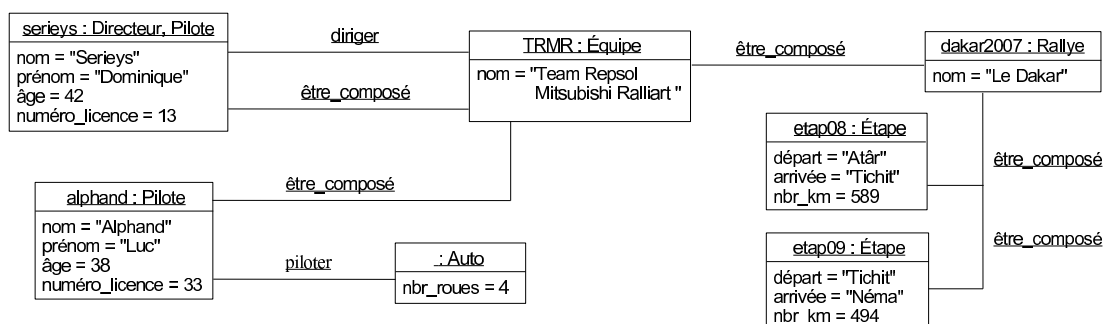 serieys : Directeur, Pilote
nom = "Serieys"
prénom = "Dominique"
âge = 42
numéro_licence = 13
diriger
être_composé
TRMR : Équipe
nom = "Team Repsol
Mitsubishi Ralliart "
être_composé
dakar2007 : Rallye
nom = "Le Dakar"
etap08 : Étape
départ = "Atâr"
arrivée = "Tichit"
nbr_km = 589
être_composé
être_composé
alphand : Pilote
nom = "Alphand"
prénom = "Luc"
âge = 38
numéro_licence = 33
être_composé
piloter
: Auto
nbr_roues = 4
etap09 : Étape
départ = "Tichit"
arrivée = "Néma"
nbr_km = 494